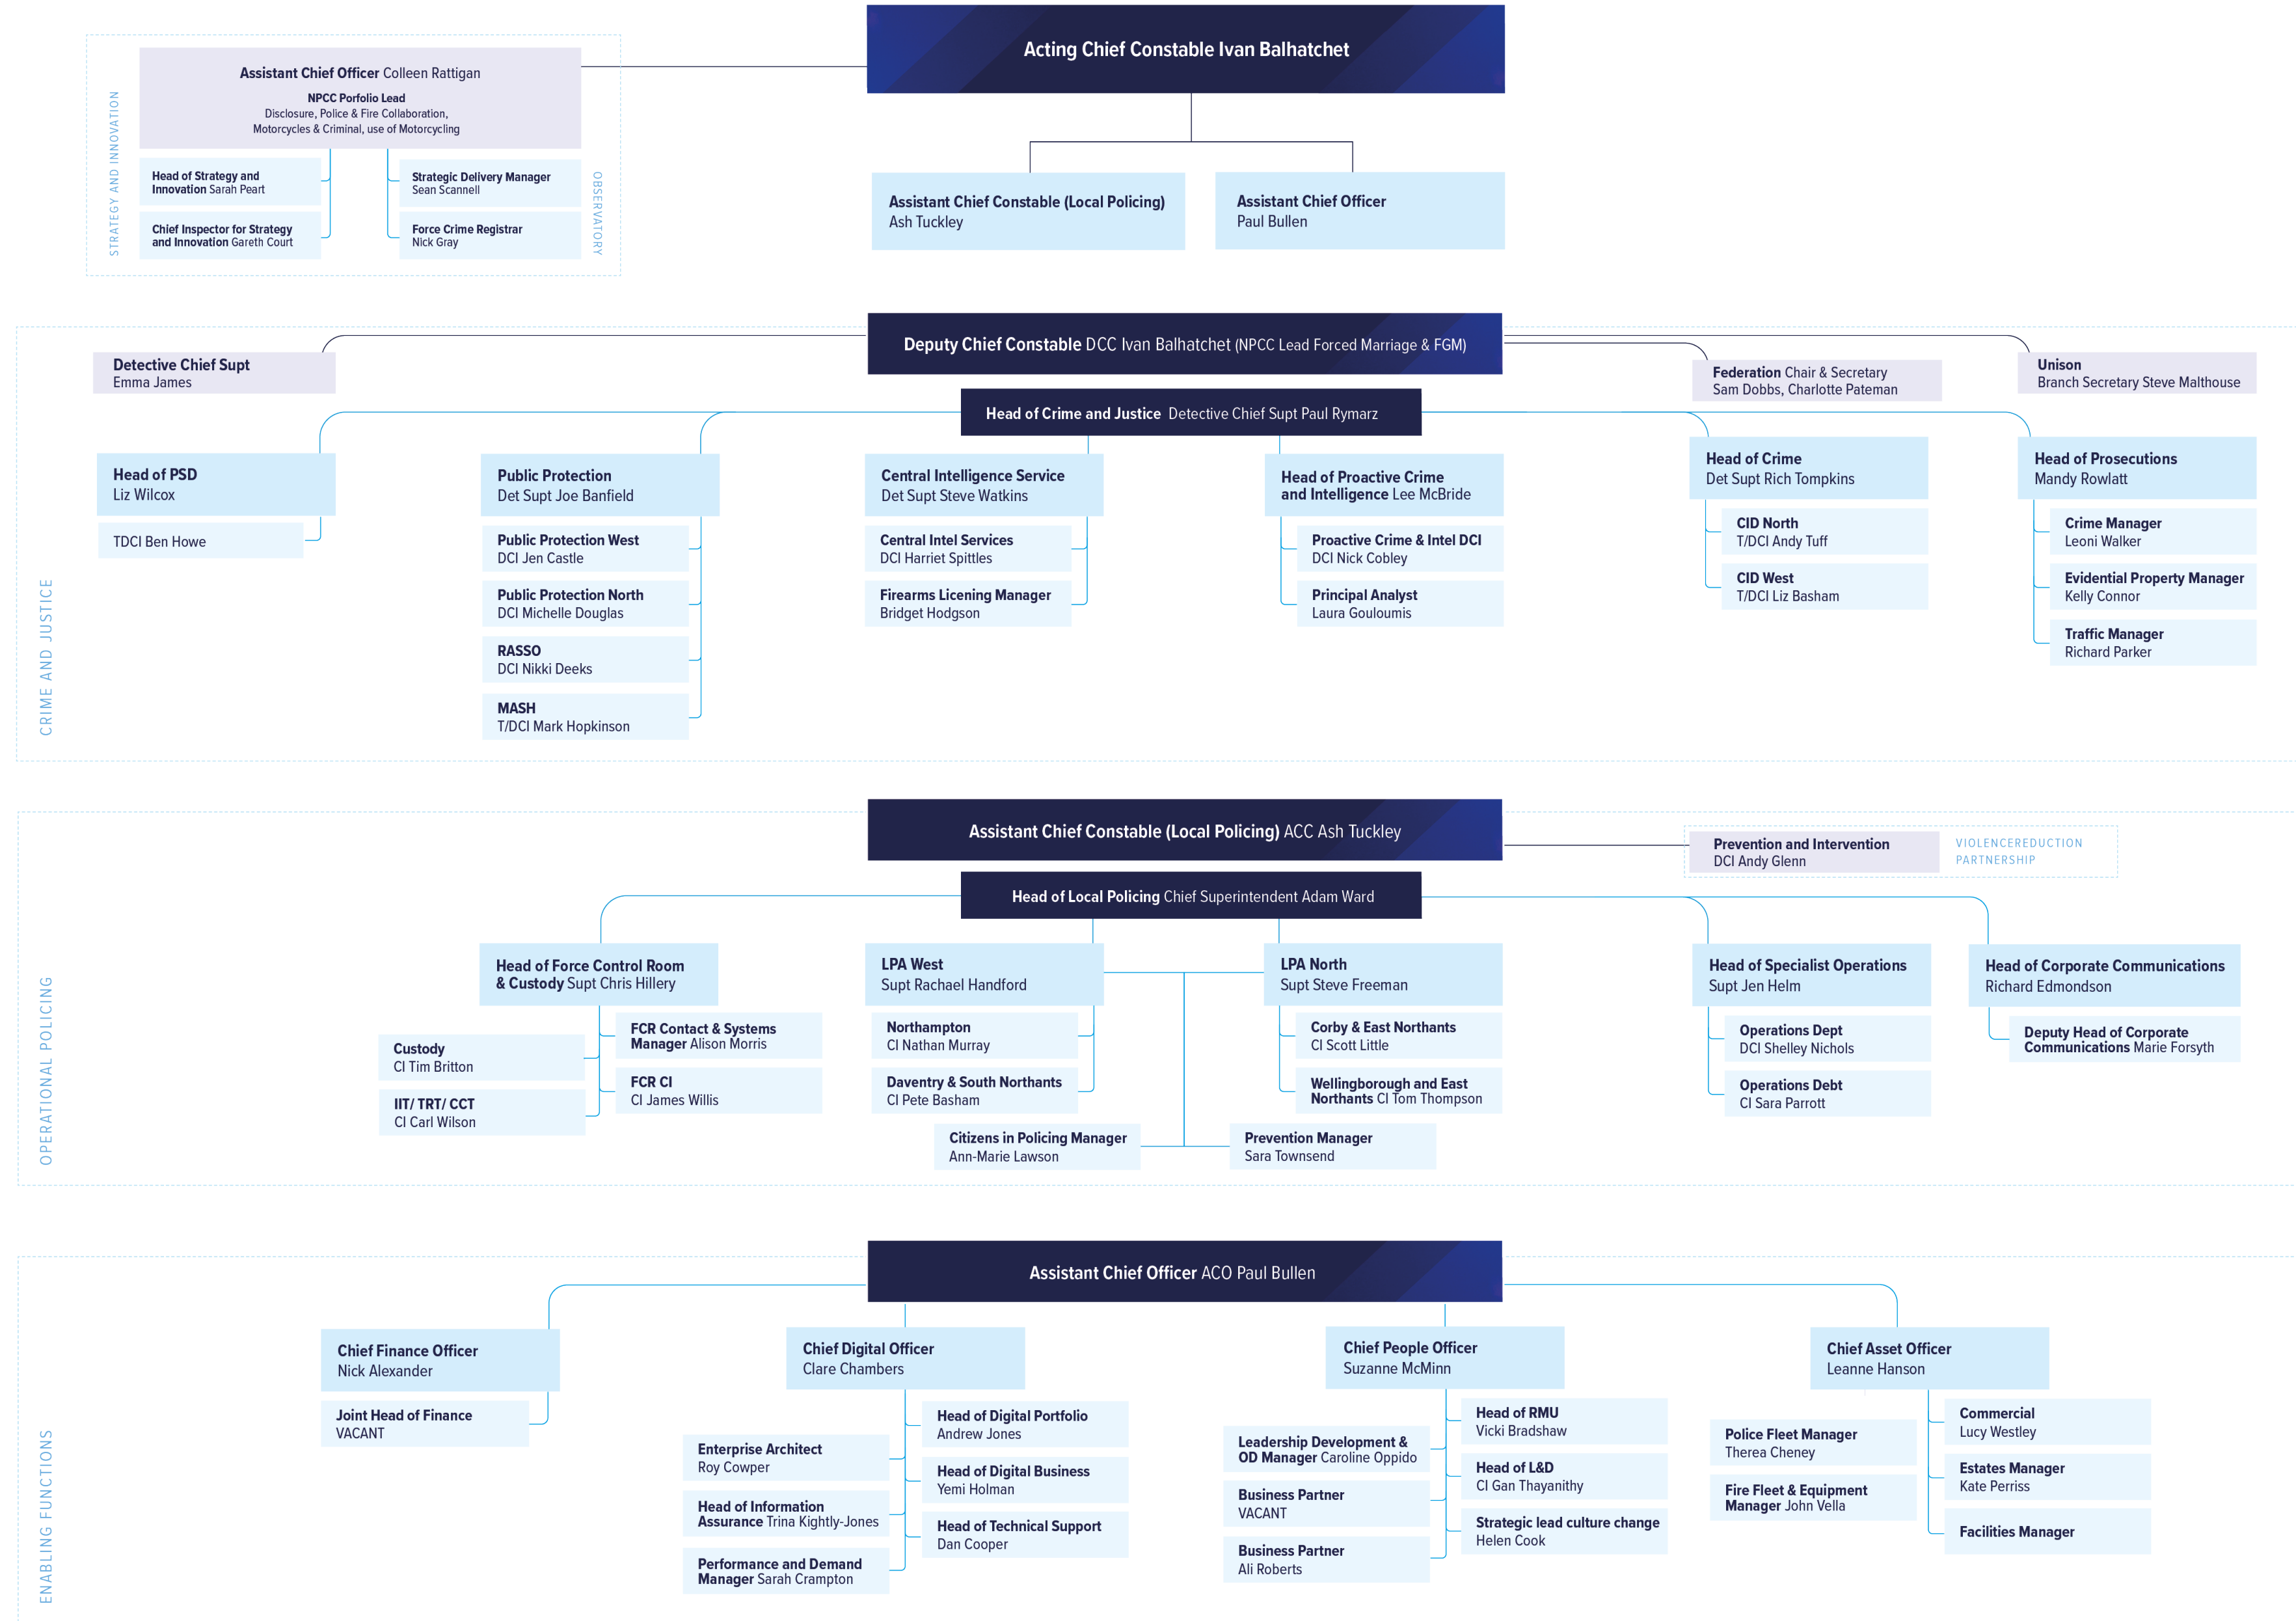 Acting Chief Constable Ivan Balhatchet
STRATEGY AND INNOVATION
Assistant Chief Officer Colleen Rattigan
NPCC Porfolio Lead
Disclosure, Police & Fire Collaboration,
Motorcycles & Criminal, use of Motorcycling
Head of Strategy and
Innovation Sarah Peart
Chief Inspector for Strategy
and Innovation Gareth Court
Strategic Delivery Manager
Sean Scannell
Force Crime Registrar
Nick Gray
OBSERVATORY
Assistant Chief Constable (Local Policing)
Ash Tuckley
Assistant Chief Officer
Paul Bullen
CRIME AND JUSTICE
Deputy Chief Constable DCC Ivan Balhatchet (NPCC Lead Forced Marriage & FGM)
Detective Chief Supt
Emma James
Federation Chair & Secretary
Sam Dobbs, Charlotte Pateman
Unison
Branch Secretary Steve Malthouse
Head of Crime and Justice Detective Chief Supt Paul Rymarz
Head of PSD
Liz Wilcox
TDCI Ben Howe
Public Protection
Det Supt Joe Banfield
Public Protection West
DCI Jen Castle
Public Protection North
DCI Michelle Douglas
RASSO
DCI Nikki Deeks
MASH
T/DCI Mark Hopkinson
Central Intelligence Service
Det Supt Steve Watkins
Central Intel Services
DCI Harriet Spittles
Firearms Licening Manager
Bridget Hodgson
Head of Proactive Crime
and Intelligence Lee McBride
Proactive Crime & Intel DCI
DCI Nick Cobley
Principal Analyst
Laura Gouloumis
Head of Crime
Det Supt Rich Tompkins
CID North
T/DCI Andy Tuff
CID West
T/DCI Liz Basham
Head of Prosecutions
Mandy Rowlatt
Crime Manager
Leoni Walker
Evidential Property Manager
Kelly Connor
Traffic Manager
Richard Parker
OPERATIONAL POLICING
Assistant Chief Constable (Local Policing) ACC Ash Tuckley
Prevention and Intervention
DCI Andy Glenn
VIOLENCEREDUCTION
PARTNERSHIP
Head of Local Policing Chief Superintendent Adam Ward
Head of Force Control Room
& Custody Supt Chris Hillery
Custody
CI Tim Britton
IIT/ TRT/ CCT
CI Carl Wilson
FCR Contact & Systems
Manager Alison Morris
FCR CI
CI James Willis
LPA West
Supt Rachael Handford
Northampton
CI Nathan Murray
Daventry & South Northants
CI Pete Basham
LPA North
Supt Steve Freeman
Corby & East Northants
CI Scott Little
Wellingborough and East
Northants CI Tom Thompson
Citizens in Policing Manager
Ann-Marie Lawson
Prevention Manager
Sara Townsend
Head of Specialist Operations
Supt Jen Helm
Operations Dept
DCI Shelley Nichols
Operations Debt
CI Sara Parrott
Head of Corporate Communications
Richard Edmondson
Deputy Head of Corporate
Communications Marie Forsyth
ENABLING FUNCTIONS
Assistant Chief Officer ACO Paul Bullen
Chief Finance Officer
Nick Alexander
Joint Head of Finance
VACANT
Chief Digital Officer
Clare Chambers
Enterprise Architect
Roy Cowper
Head of Information
Assurance Trina Kightly-Jones
Performance and Demand
Manager Sarah Crampton
Head of Digital Portfolio
Andrew Jones
Head of Digital Business
Yemi Holman
Head of Technical Support
Dan Cooper
Chief People Officer
Suzanne McMinn
Leadership Development &
OD Manager Caroline Oppido
Business Partner
VACANT
Business Partner
Ali Roberts
Head of RMU
Vicki Bradshaw
Head of L&D
CI Gan Thayanithy
Strategic lead culture change
Helen Cook
Chief Asset Officer
Leanne Hanson
Police Fleet Manager
Therea Cheney
Fire Fleet & Equipment
Manager John Vella
Commercial
Lucy Westley
Estates Manager
Kate Perriss
Facilities Manager